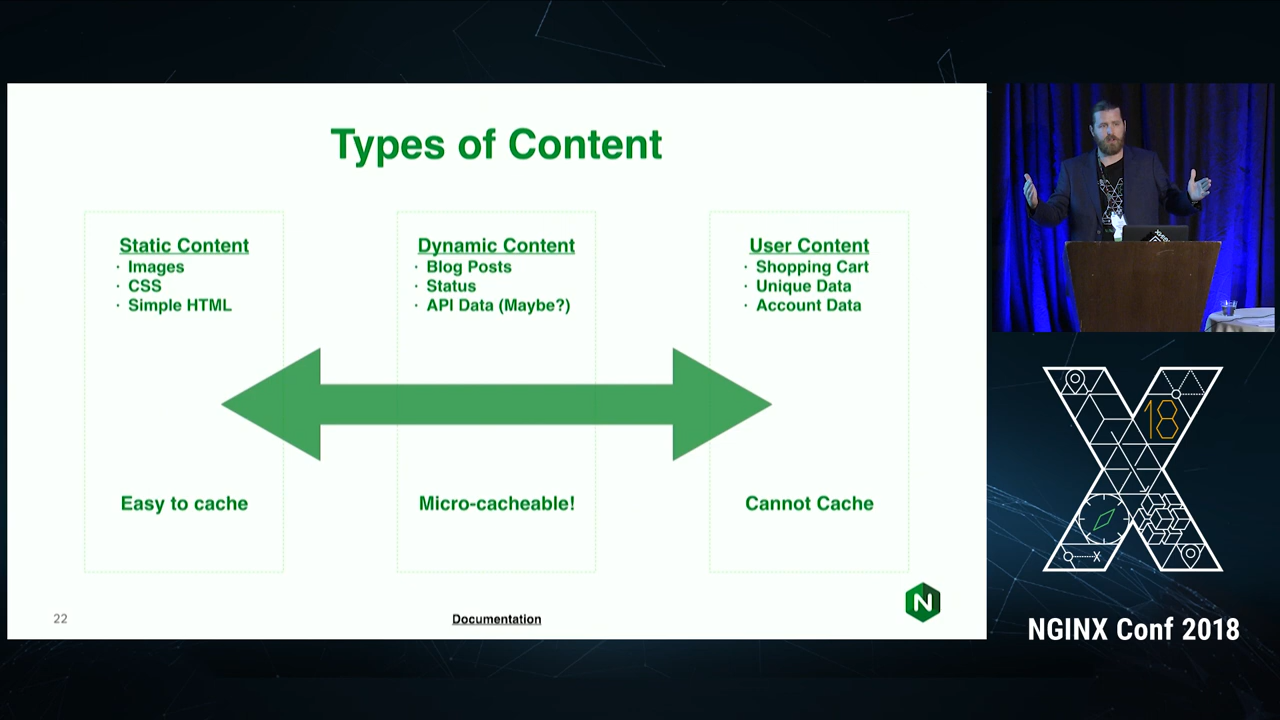 Types of Content
Static Content
· Images
· CSS
· Simple HTML
Easy to cache
Dynamic Content
· Blog Posts
· Status
· API Data (Maybe?)
Micro-cacheable!
User Content
· Shopping Cart
· Unique Data
· Account Data
Cannot Cache
22
Documentation
N
X
18
NGINX Conf 2018